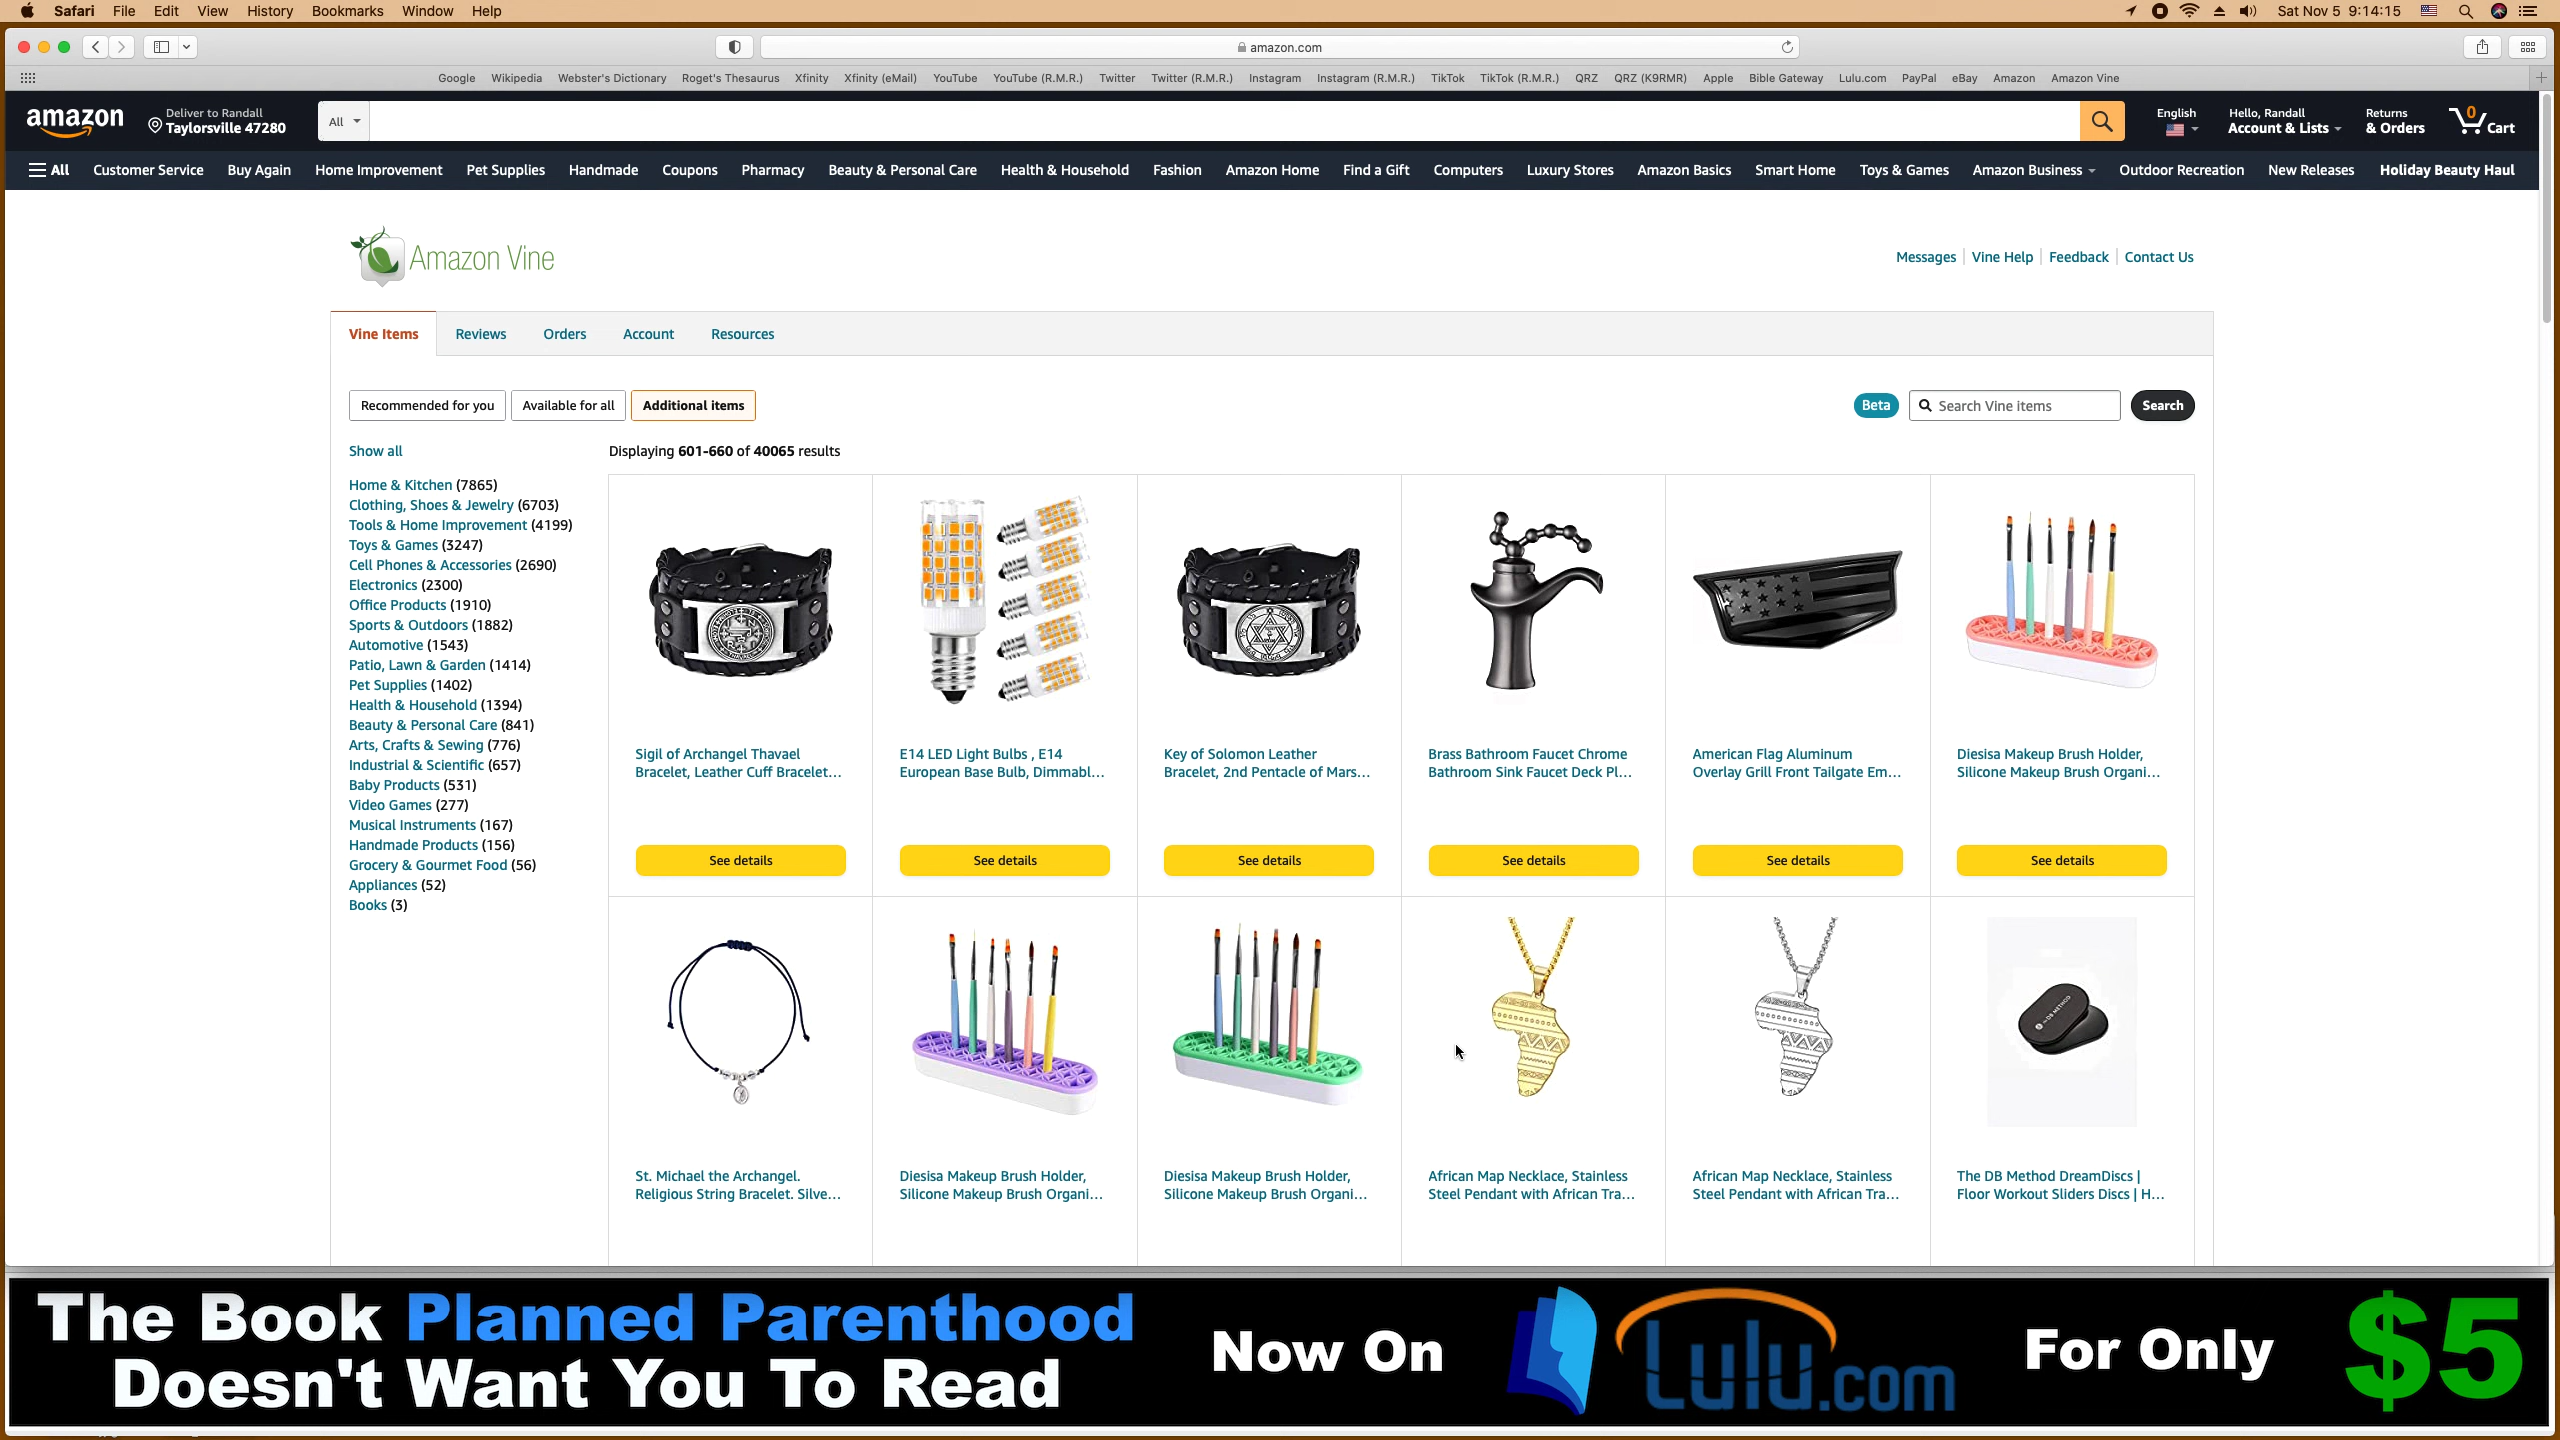 Safari File Edit View History Bookmarks Window Help Sat Nov 5 9:14:15
amazon.com
Google Wikipedia Webster's Dictionary Roget's Thesaurus Xfinity Xfinity (eMail) YouTube YouTube (R.M.R.) Twitter Twitter (R.M.R.) Instagram Instagram (R.M.R.) TikTok TikTok (R.M.R.) QRZ QRZ (K9RMR) Apple Bible Gateway Lulu.com PayPal eBay Amazon Amazon Vine
amazon
Deliver to Randall
Taylorsville 47280
All
English
Hello, Randall
Account & Lists
Returns
& Orders
0
Cart
All Customer Service Buy Again Home Improvement Pet Supplies Handmade Coupons Pharmacy Beauty & Personal Care Health & Household Fashion Amazon Home Find a Gift Computers Luxury Stores Amazon Basics Smart Home Toys & Games Amazon Business Outdoor Recreation New Releases Holiday Beauty Haul
Amazon Vine
Messages Vine Help Feedback Contact Us
Vine Items Reviews Orders Account Resources
Recommended for you Available for all Additional items
Beta Search Vine items Search
Show all
Displaying 601-660 of 40065 results
Home & Kitchen (7865)
Clothing, Shoes & Jewelry (6703)
Tools & Home Improvement (4199)
Toys & Games (3247)
Cell Phones & Accessories (2690)
Electronics (2300)
Office Products (1910)
Sports & Outdoors (1882)
Automotive (1543)
Patio, Lawn & Garden (1414)
Pet Supplies (1402)
Health & Household (1394)
Beauty & Personal Care (841)
Arts, Crafts & Sewing (776)
Industrial & Scientific (657)
Baby Products (531)
Video Games (277)
Musical Instruments (167)
Handmade Products (156)
Grocery & Gourmet Food (56)
Appliances (52)
Books (3)
Sigil of Archangel Thavael
Bracelet, Leather Cuff Bracelet...
See details
E14 LED Light Bulbs , E14
European Base Bulb, Dimmabl...
See details
Key of Solomon Leather
Bracelet, 2nd Pentacle of Mars...
See details
Brass Bathroom Faucet Chrome
Bathroom Sink Faucet Deck Pl...
See details
American Flag Aluminum
Overlay Grill Front Tailgate Em...
See details
Diesisa Makeup Brush Holder,
Silicone Makeup Brush Organi...
See details
St. Michael the Archangel.
Religious String Bracelet. Silve...
Diesisa Makeup Brush Holder,
Silicone Makeup Brush Organi...
Diesisa Makeup Brush Holder,
Silicone Makeup Brush Organi...
African Map Necklace, Stainless
Steel Pendant with African Tra...
African Map Necklace, Stainless
Steel Pendant with African Tra...
THE DB METHOD
The DB Method DreamDiscs |
Floor Workout Sliders Discs | H...
The Book Planned Parenthood
Doesn't Want You To Read
Now On
Lulu.com
For Only
$5